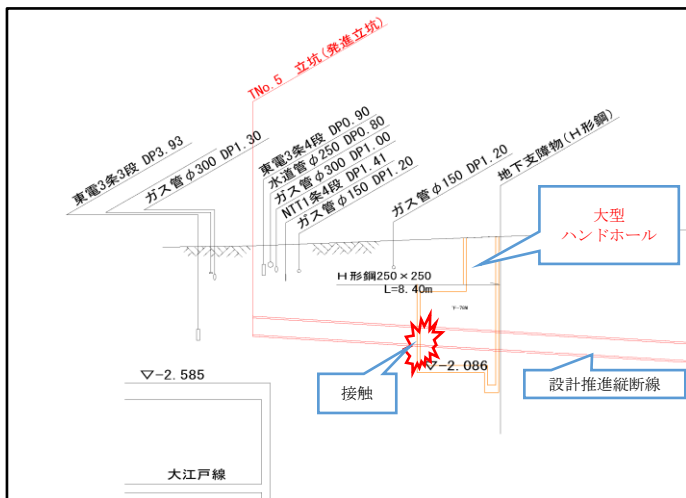 TNo.5 立坑(発進立坑)
東電3条3段 DP3.93
ガス管φ300 DP1.30
東電3条4段 DP0.90
水道管φ250 DP0.80
ガス管φ300 DP1.00
NTT1条4段 DP1.41
ガス管φ150 DP1.20
ガス管φ150 DP1.20
地下支障物(H形鋼)
大型
ハンドホール
H形鋼250×250
L=8.40m
▽-2.086
▽-2.585
接触
設計推進縦断線
大江戸線